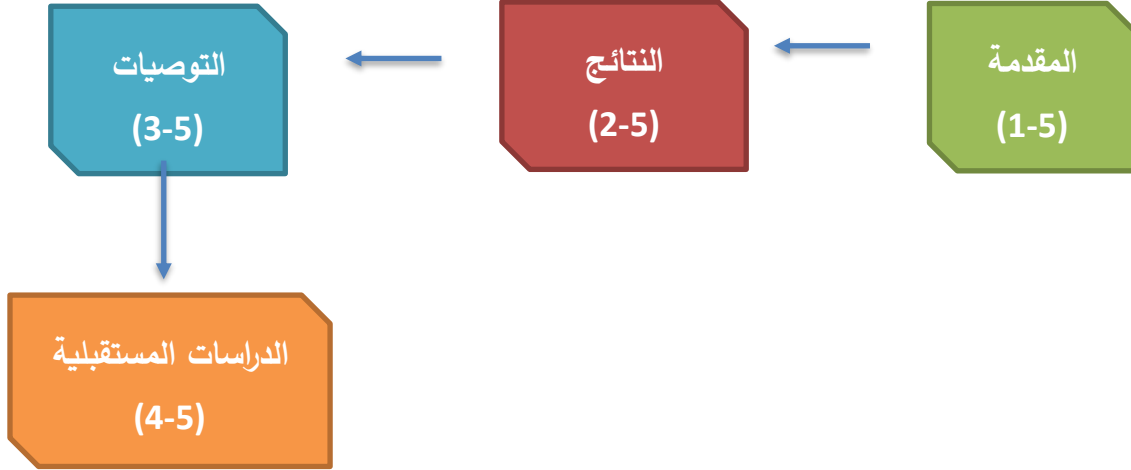 المقدمة
(1-5)
النتائج
(2-5)
التوصيات
(3-5)
الدراسات المستقبلية
(4-5)